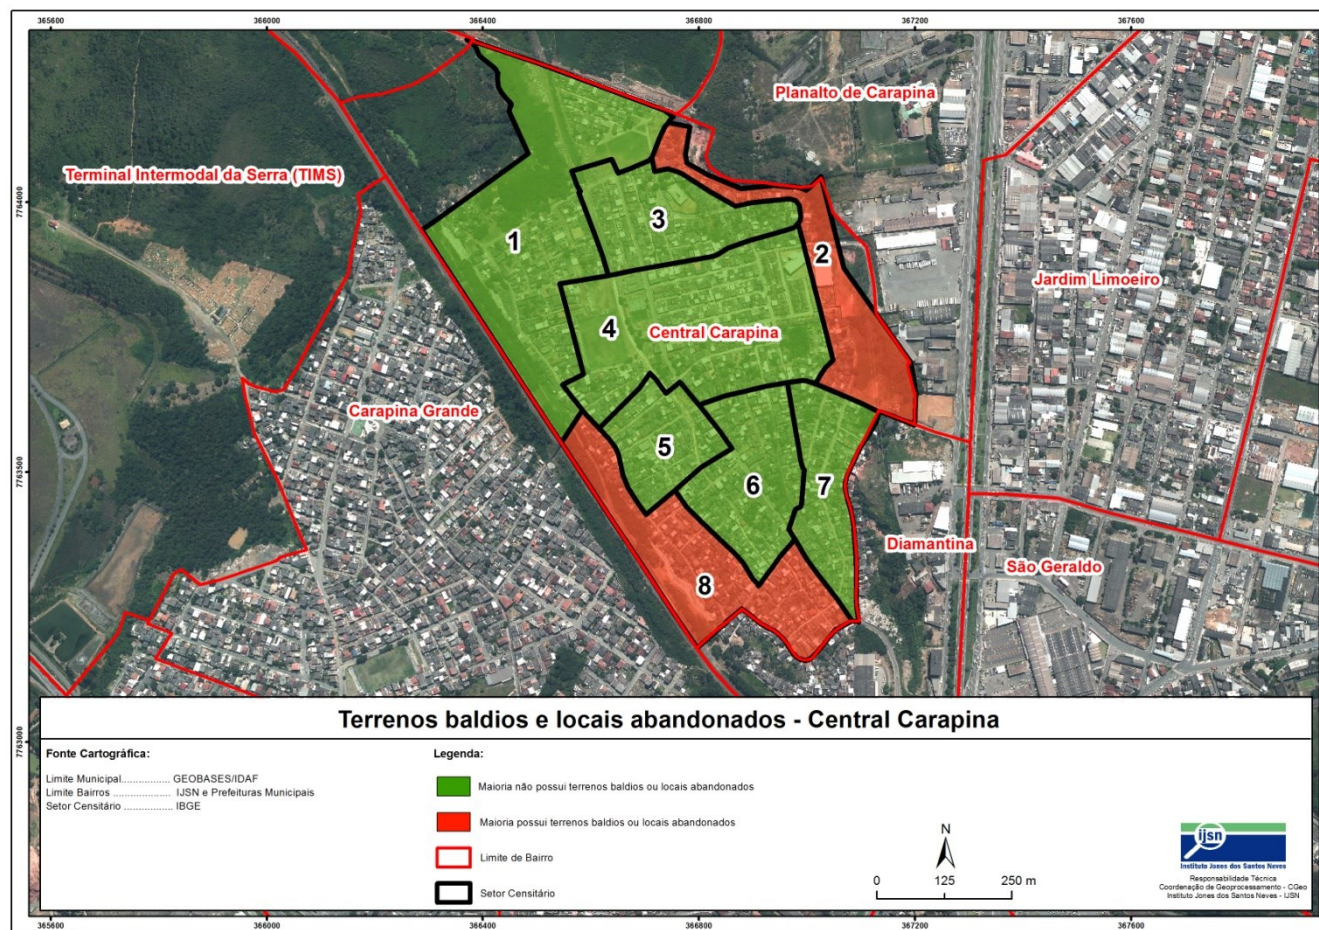 365600 366000 366400 366800 367200 367600
Planalto de Carapina
Terminal Intermodal da Serra (TIMS)
7764000
3
1
2
Jardim Limoeiro
4
Central Carapina
Carapina Grande
5
7763500
6
7
Diamantina
São Geraldo
8
Terrenos baldios e locais abandonados - Central Carapina
7763000
Fonte Cartográfica:
Limite Municipal................. GEOBASES/IDAF
Limite Bairros .................... IJSN e Prefeituras Municipais
Setor Censitário ................. IBGE
Legenda:
Maioria não possui terrenos baldios ou locais abandonados
Maioria possui terrenos baldios ou locais abandonados
Limite de Bairro
Setor Censitário
N
0 125 250 m
ijsn
Instituto Jones dos Santos Neves
Responsabilidade Técnica
Coordenação de Geoprocessamento - CGeo
Instituto Jones dos Santos Neves - IJSN
365600 366000 366400 366800 367200 367600